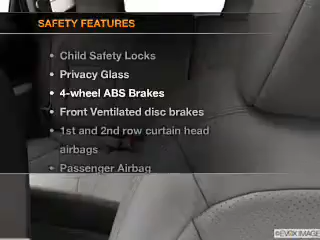 SAFETY FEATURES
• Child Safety Locks
• Privacy Glass
• 4-wheel ABS Brakes
• Front Ventilated disc brakes
• 1st and 2nd row curtain head
airbags
• Passenger Airbag
©EVOX IMAGES